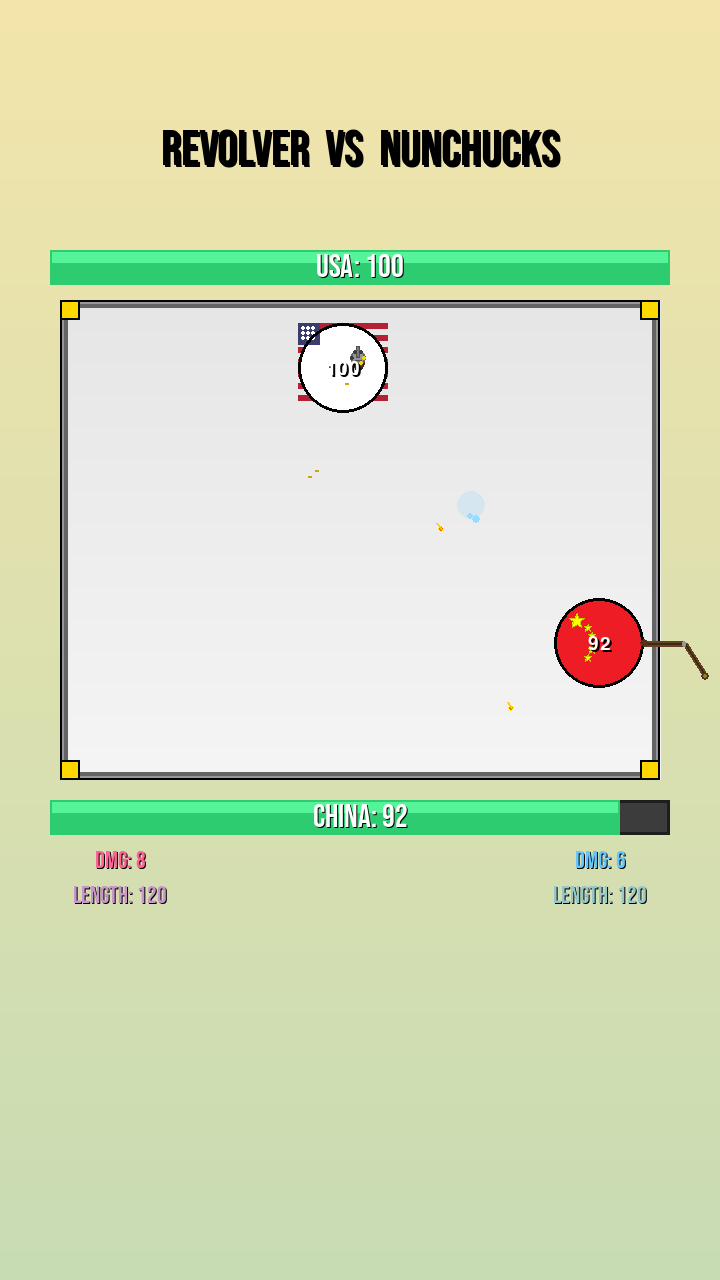 REVOLVER VS NUNCHUCKS
USA: 100
100
92
CHINA: 92
DMG: 8
DMG: 6
LENGTH: 120
LENGTH: 120